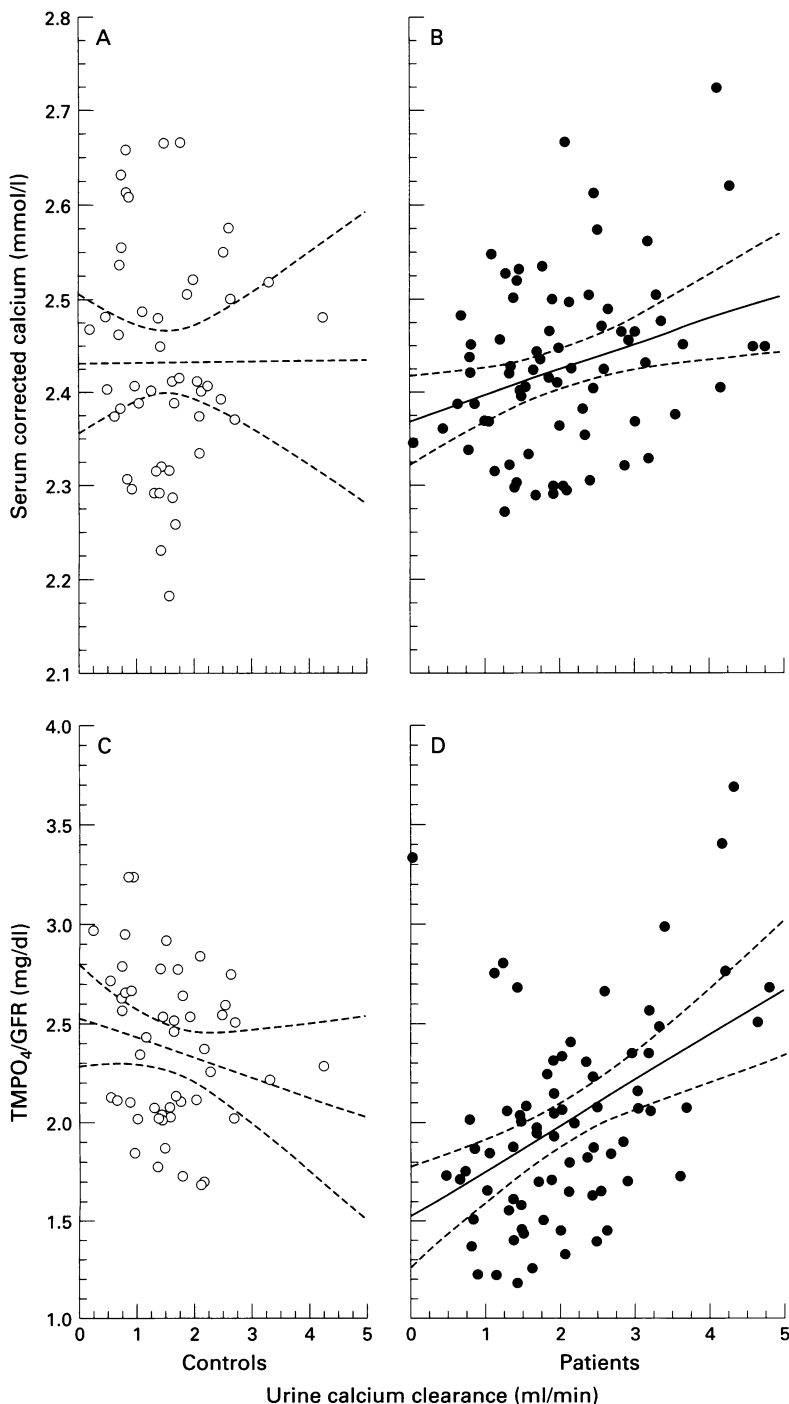 A
B
Serum corrected calcium (mmol/l)
2.8
2.7
2.6
2.5
2.4
2.3
2.2
2.1
C
D
TMPO4/GFR (mg/dl)
4.0
3.5
3.0
2.5
2.0
1.5
1.0
0 1 2 3 4 5
0 1 2 3 4 5
Controls
Patients
Urine calcium clearance (ml/min)